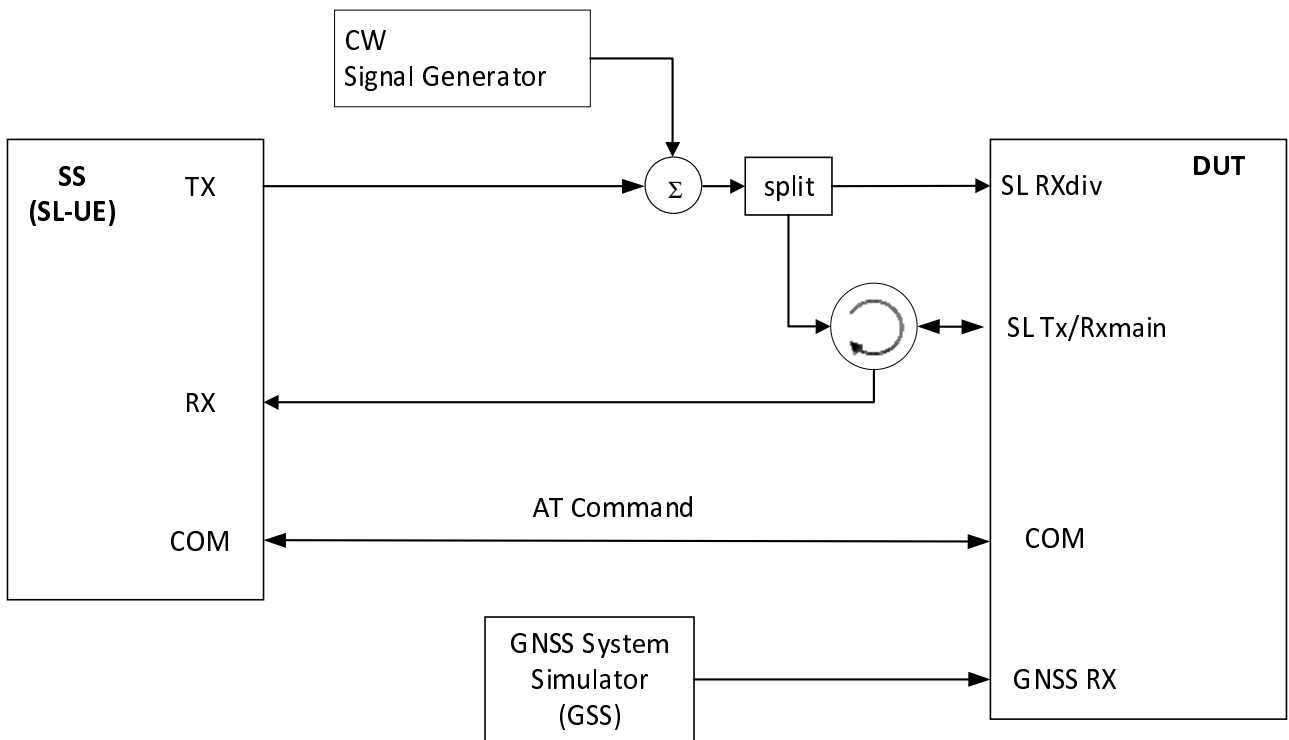 CW
Signal Generator
SS
(SL-UE)
TX
Σ
split
SL RXdiv
DUT
SL Tx/Rxmain
RX
AT Command
COM
COM
GNSS System
Simulator
(GSS)
GNSS RX